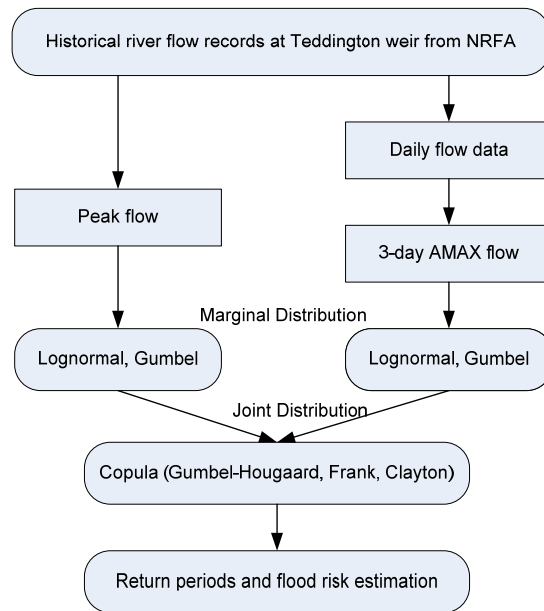 Historical river flow records at Teddington weir from NRFA
Daily flow data
Peak flow
3-day AMAX flow
Marginal Distribution
Lognormal, Gumbel
Lognormal, Gumbel
Joint Distribution
Copula (Gumbel-Hougaard, Frank, Clayton)
Return periods and flood risk estimation